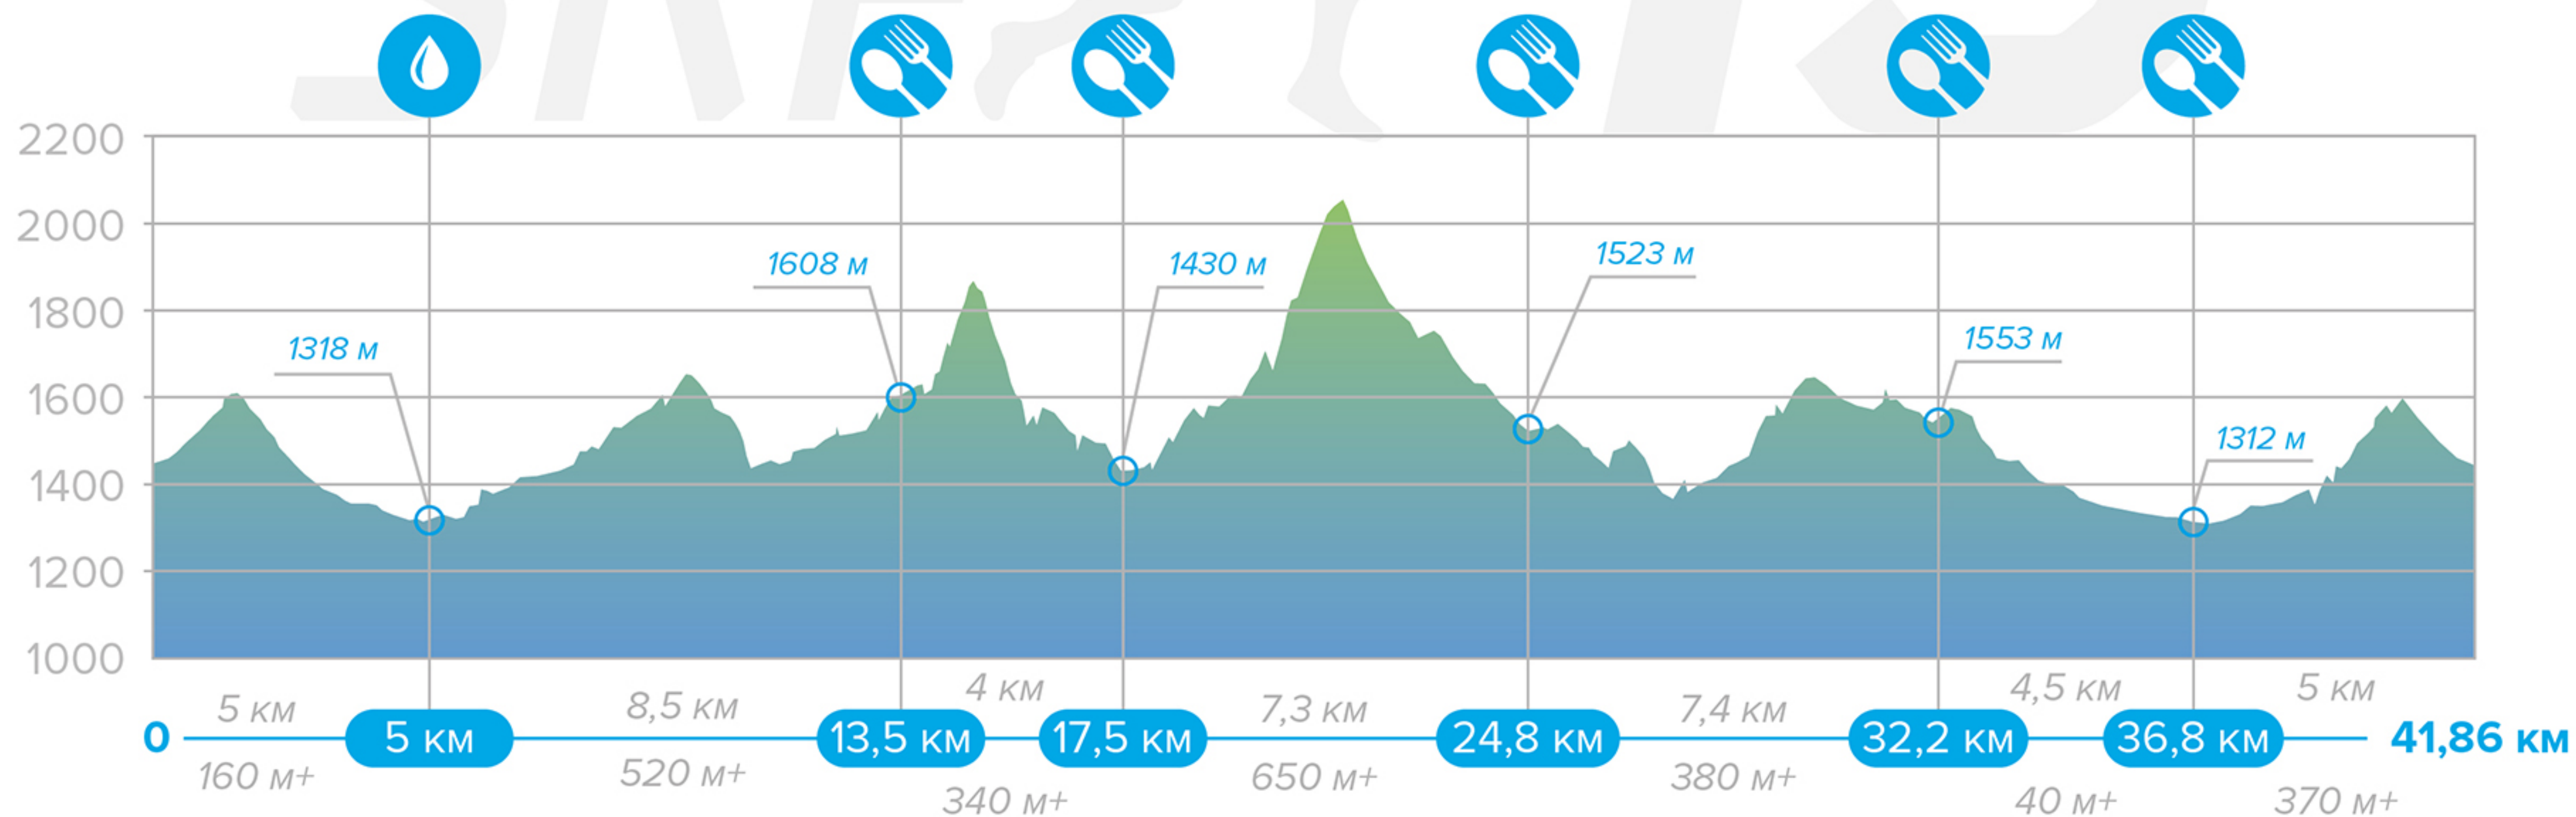 2200
2000
1800
1600
1400
1200
1000
1318 м
1608 м
1430 м
1523 м
1553 м
1312 м
5 км
8,5 км
4 км
7,3 км
7,4 км
4,5 км
5 км
0
5 км
13,5 км
17,5 км
24,8 км
32,2 км
36,8 км
41,86 км
160 м+
520 м+
340 м+
650 м+
380 м+
40 м+
370 м+